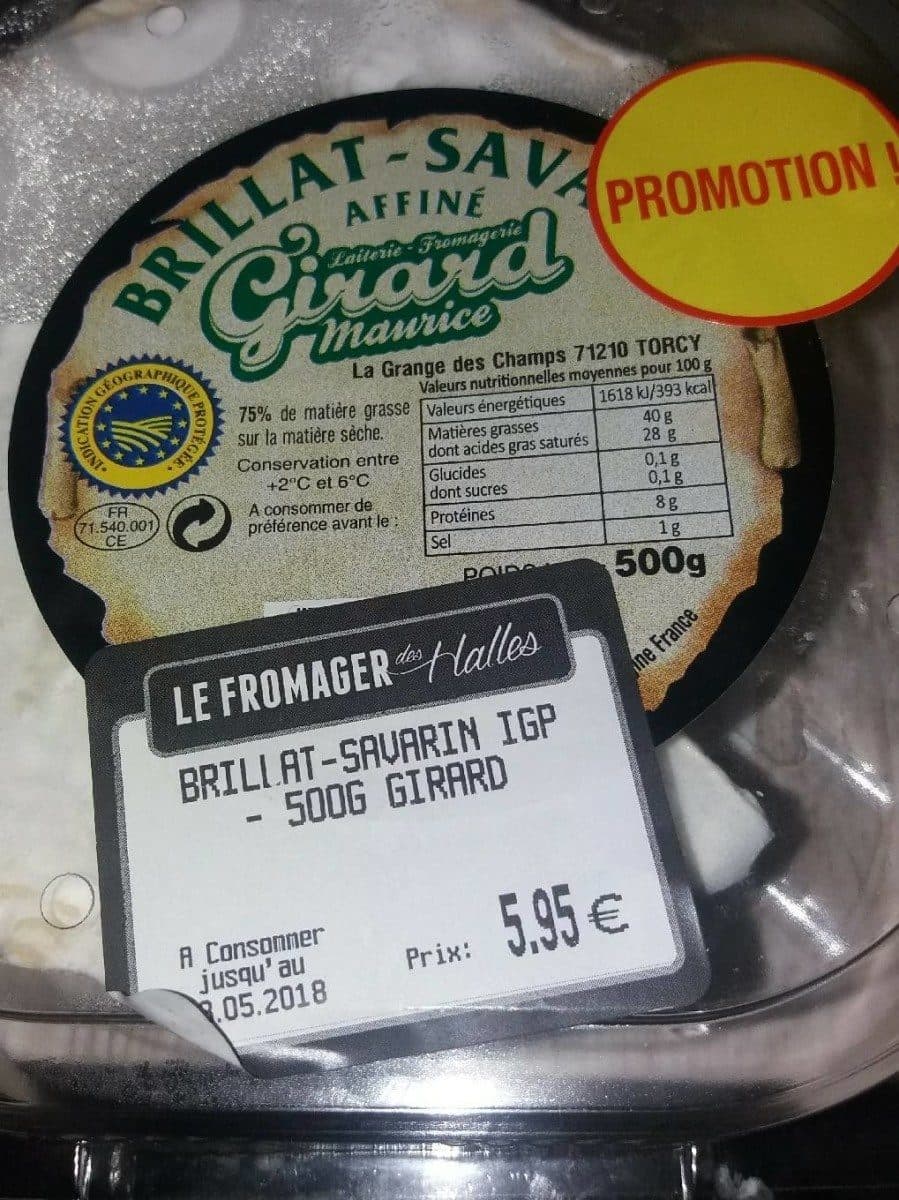 BRILLAT-SAVA
AFFINÉ
Laiterie-Fromagerie
Girard
Maurice
PROMOTION !
La Grange des Champs 71210 TORCY
INDICATION GÉOGRAPHIQUE PROTÉGÉE
75% de matière grasse
sur la matière sèche.
Conservation entre
+2°C et 6°C
A consommer de
préférence avant le :
FR
71.540.001
CE
Valeurs nutritionnelles moyennes pour 100 g
Valeurs énergétiques 1618 kJ/393 kcal
Matières grasses 40 g
dont acides gras saturés 28 g
Glucides 0,1 g
dont sucres 0,1 g
Protéines 8 g
Sel 1 g
500g
France
LE FROMAGER des Halles
BRILLAT-SAVARIN IGP
- 500G GIRARD
A Consommer
jusqu'au
.05.2018
Prix: 5.95 €